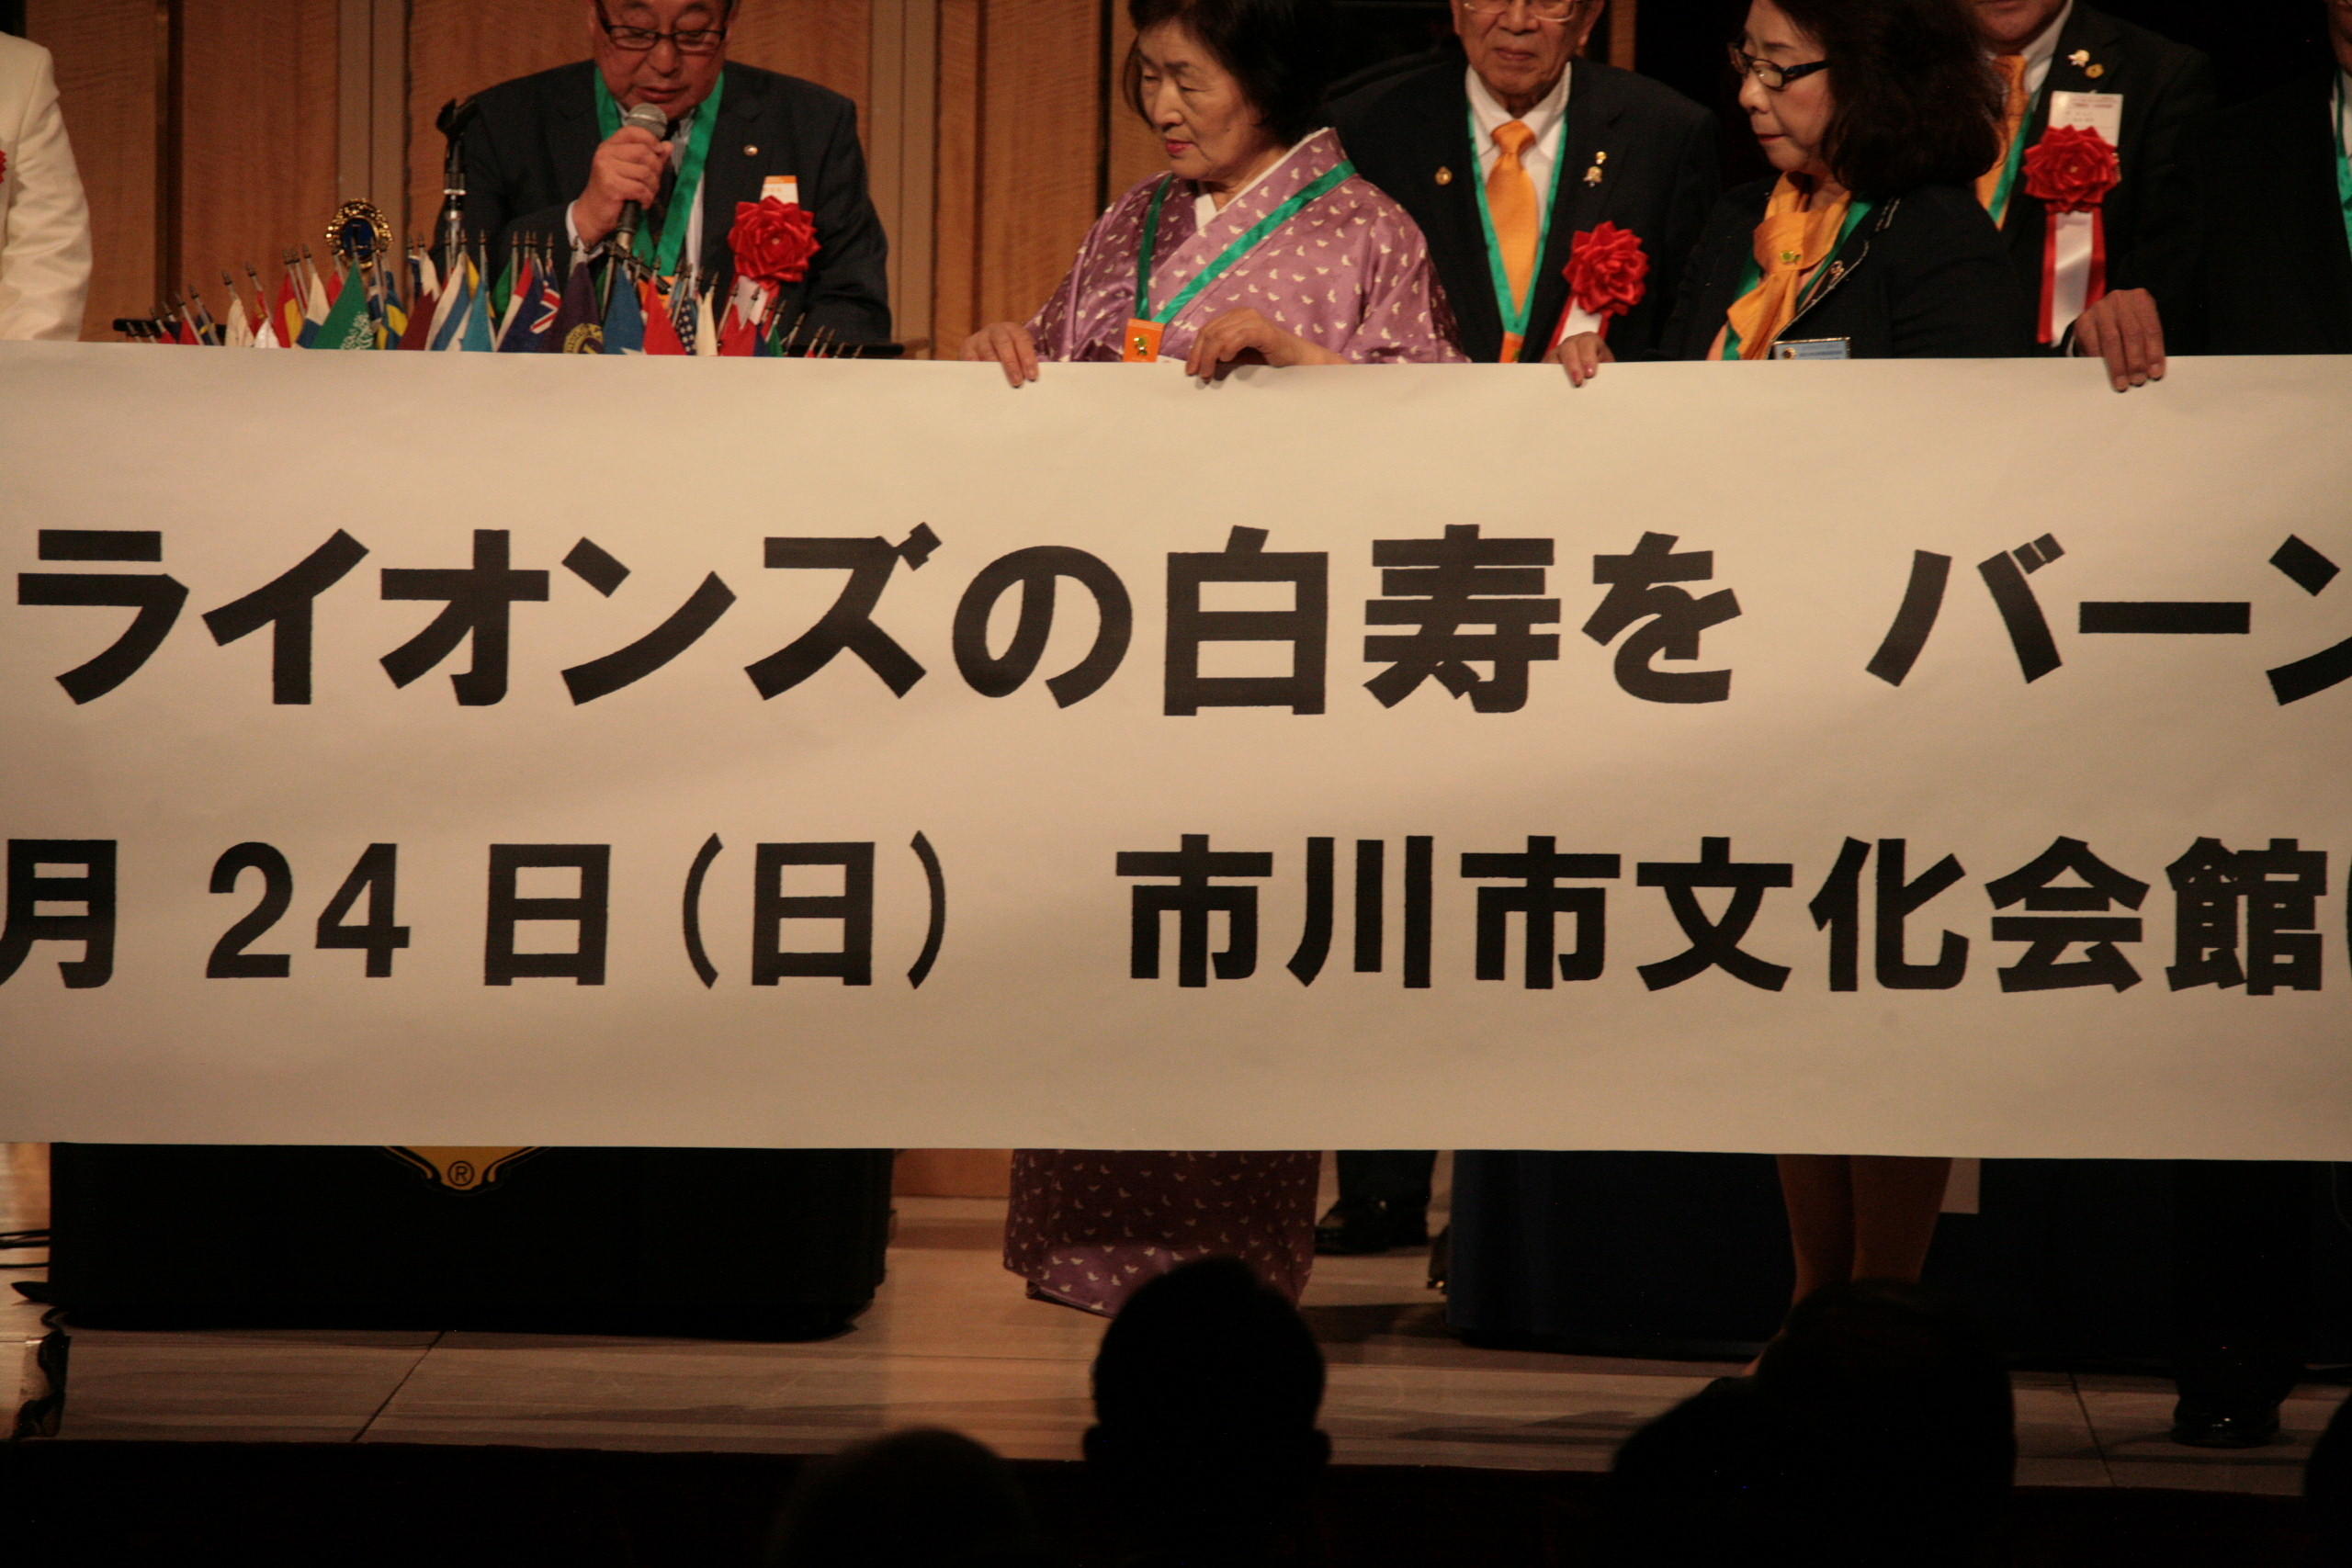 ライオンズの白寿を バーン
月 24日(日) 市川市文化会館
®